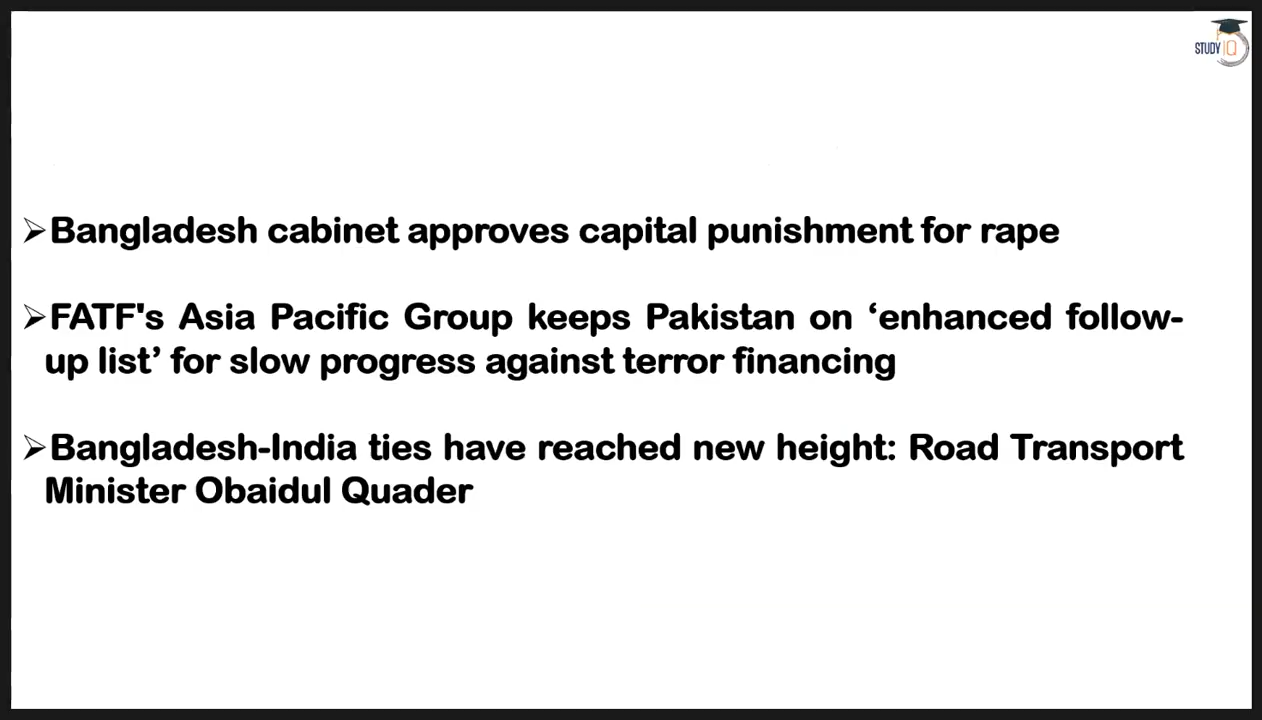 STUDY IQ
➢Bangladesh cabinet approves capital punishment for rape
➢FATF's Asia Pacific Group keeps Pakistan on ‘enhanced follow-
up list’ for slow progress against terror financing
➢Bangladesh-India ties have reached new height: Road Transport
Minister Obaidul Quader